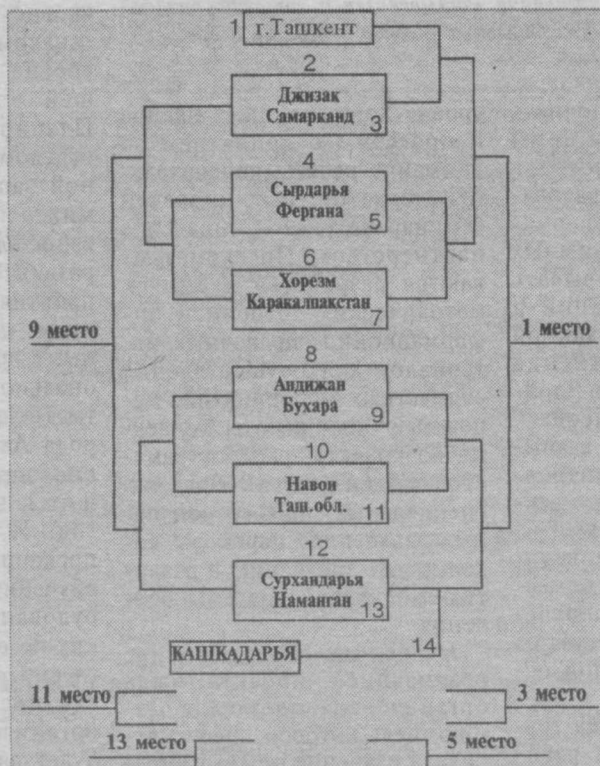 1 г.Ташкент
2
Джизак
Самарканд 3
4
Сырдарья
Фергана 5
6
Хорезм
Каракалпакстан 7
9 место
1 место
8
Андижан
Бухара 9
10
Навои
Таш.обл. 11
12
Сурхандарья
Наманган 13
КАШКАДАРЬЯ 14
11 место
3 место
13 место
5 место